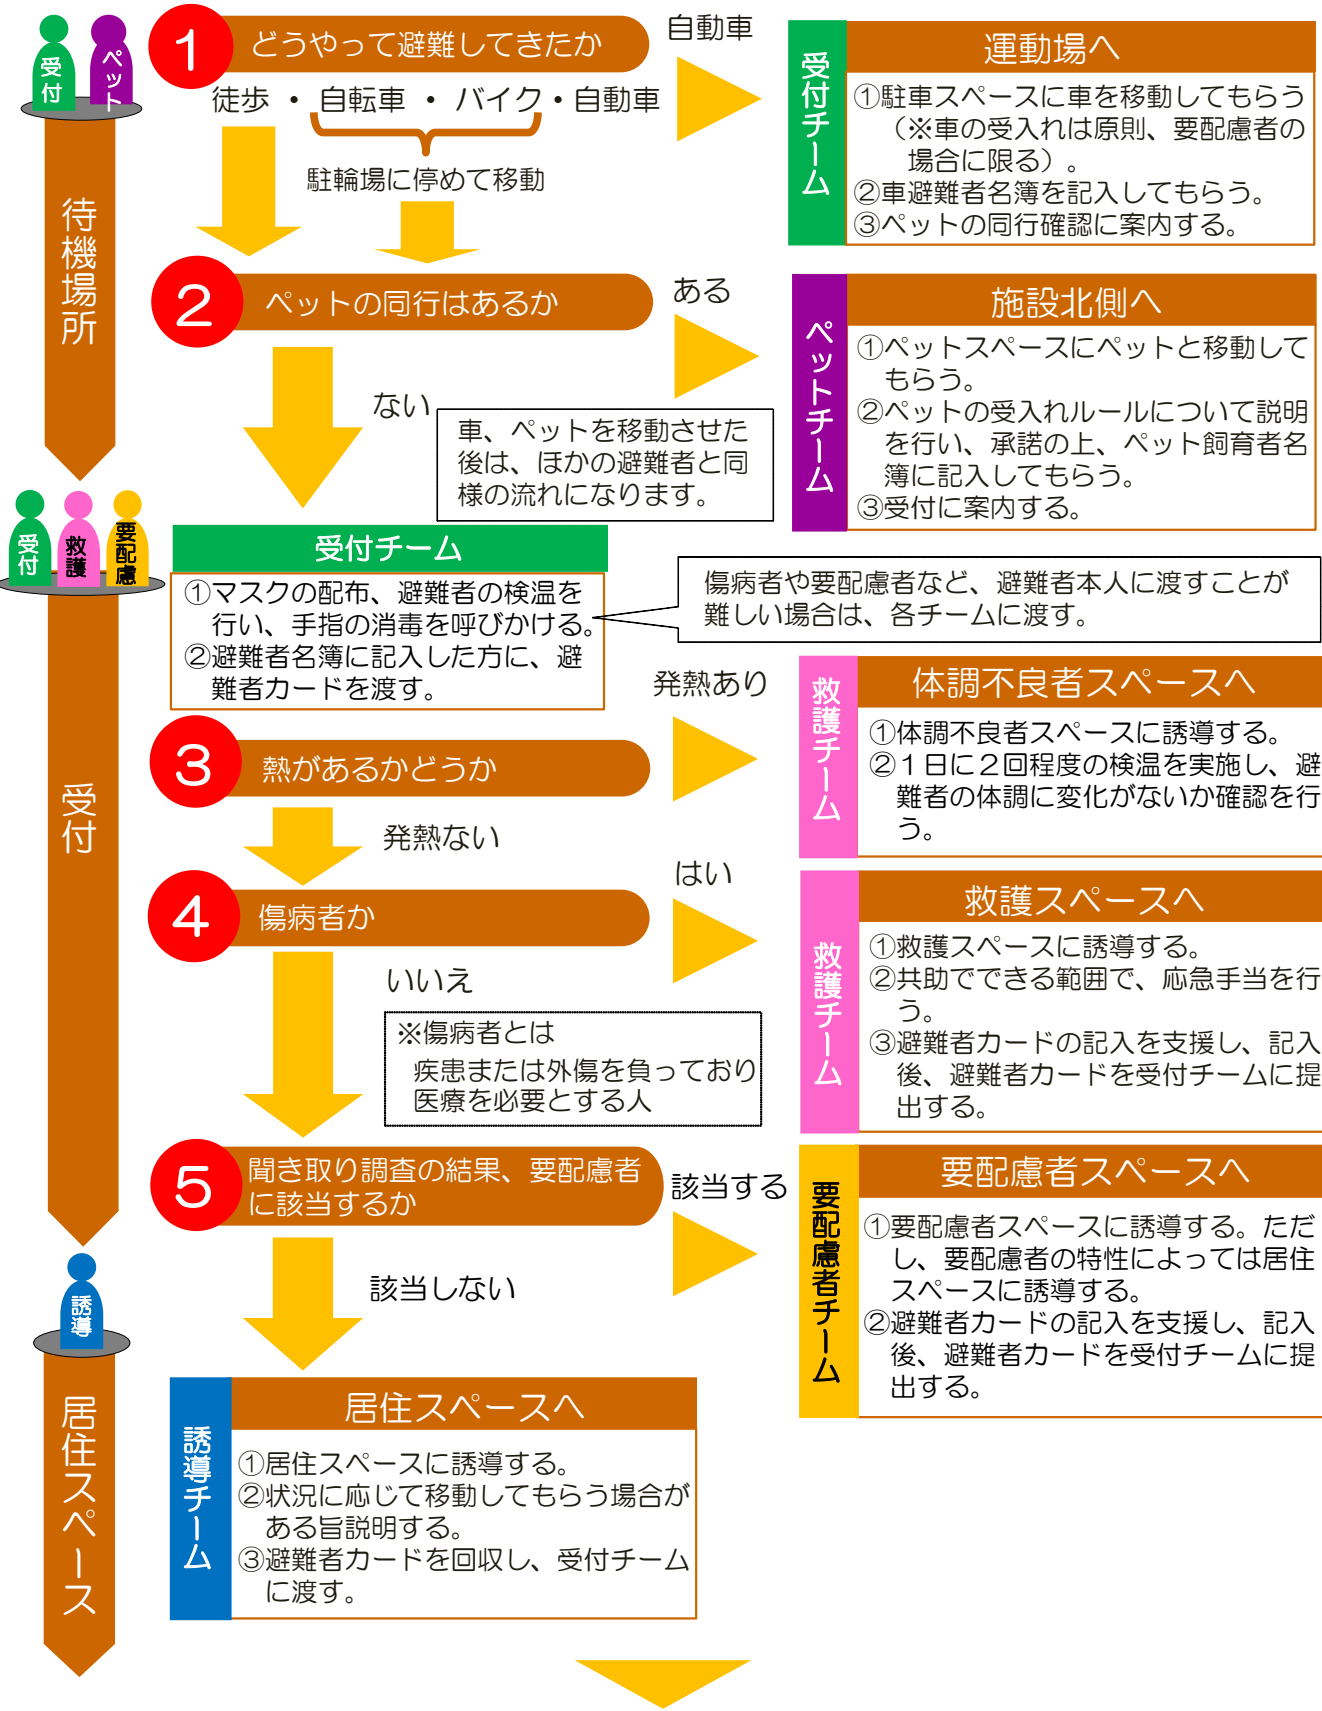 受付
ペット
待機場所
1
どうやって避難してきたか
徒歩 ・ 自転車 ・ バイク・自動車
駐輪場に停めて移動
自動車
受付チーム
運動場へ
①駐車スペースに車を移動してもらう
（※車の受入れは原則、要配慮者の
場合に限る）。
②車避難者名簿を記入してもらう。
③ペットの同行確認に案内する。
2
ペットの同行はあるか
ある
ない
ペットチーム
施設北側へ
①ペットスペースにペットと移動して
もらう。
②ペットの受入れルールについて説明
を行い、承諾の上、ペット飼育者名
簿に記入してもらう。
③受付に案内する。
車、ペットを移動させた
後は、ほかの避難者と同
様の流れになります。
受付
救護
要配慮
受付
受付チーム
①マスクの配布、避難者の検温を
行い、手指の消毒を呼びかける。
②避難者名簿に記入した方に、避
難者カードを渡す。
傷病者や要配慮者など、避難者本人に渡すことが
難しい場合は、各チームに渡す。
3
熱があるかどうか
発熱あり
発熱ない
救護チーム
体調不良者スペースへ
①体調不良者スペースに誘導する。
②１日に２回程度の検温を実施し、避
難者の体調に変化がないか確認を行
う。
4
傷病者か
はい
いいえ
※傷病者とは
疾患または外傷を負っており
医療を必要とする人
救護チーム
救護スペースへ
①救護スペースに誘導する。
②共助でできる範囲で、応急手当を行
う。
③避難者カードの記入を支援し、記入
後、避難者カードを受付チームに提
出する。
5
聞き取り調査の結果、要配慮者
に該当するか
該当する
該当しない
要配慮者チーム
要配慮者スペースへ
①要配慮者スペースに誘導する。ただ
し、要配慮者の特性によっては居住
スペースに誘導する。
②避難者カードの記入を支援し、記入
後、避難者カードを受付チームに提
出する。
誘導
居住スペース
誘導チーム
居住スペースへ
①居住スペースに誘導する。
②状況に応じて移動してもらう場合が
ある旨説明する。
③避難者カードを回収し、受付チーム
に渡す。